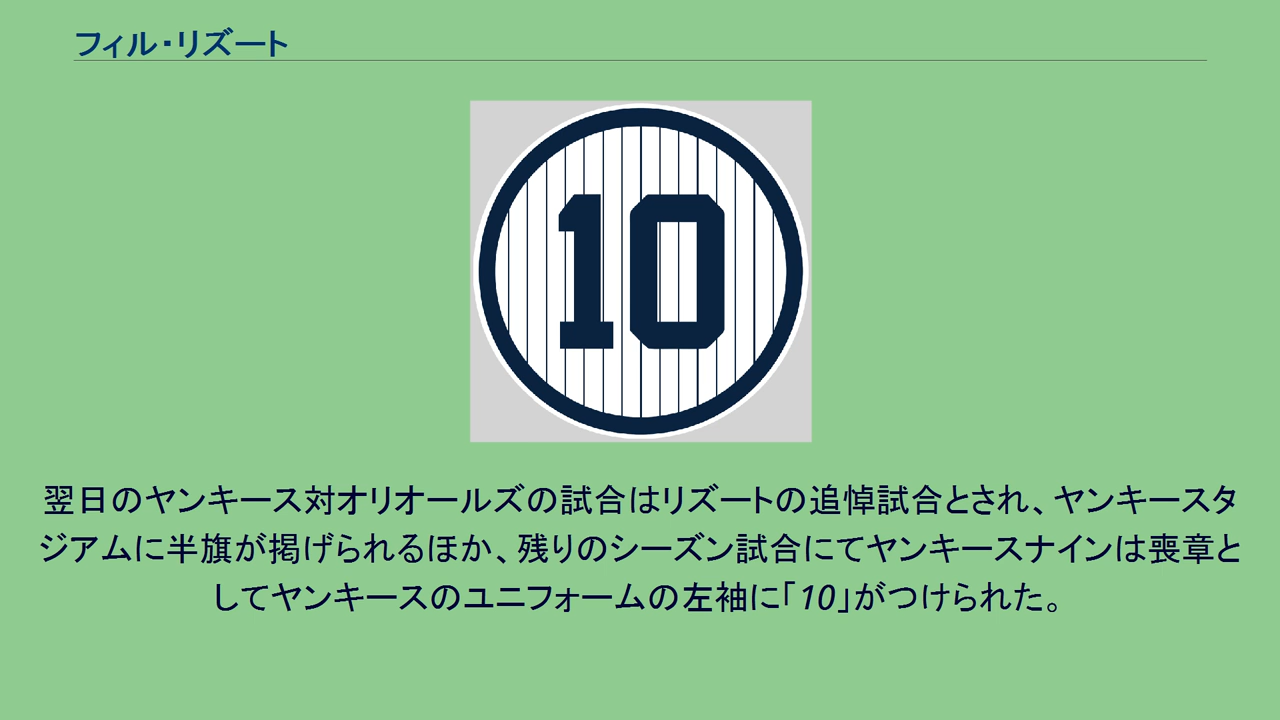 フィル・リズート
10
翌日のヤンキース対オリオールズの試合はリズートの追悼試合とされ、ヤンキースタ
ジアムに半旗が掲げられるほか、残りのシーズン試合にてヤンキースナインは喪章と
してヤンキースのユニフォームの左袖に「10」がつけられた。